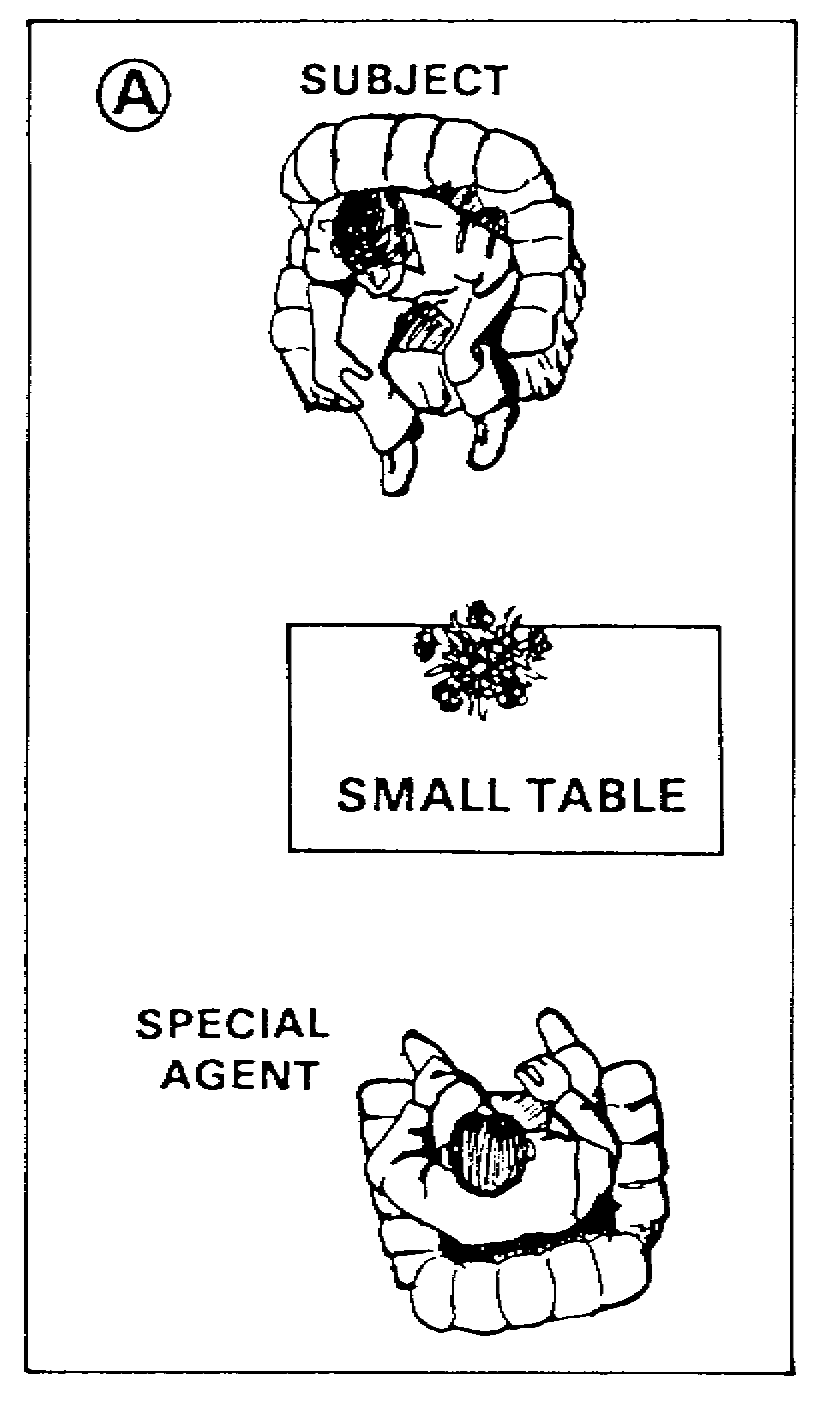 A
SUBJECT
SMALL TABLE
SPECIAL
AGENT